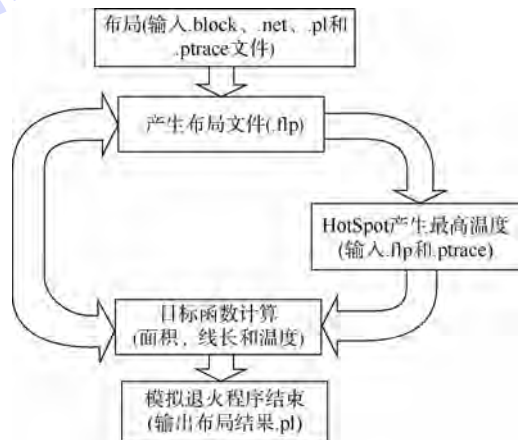 布局(输入.block、.net、.pl和
.ptrace文件)
产生布局文件(.flp)
HotSpot产生最高温度
(输入.flp和.ptrace)
目标函数计算
(面积，线长和温度)
模拟退火程序结束
(输出布局结果.pl)